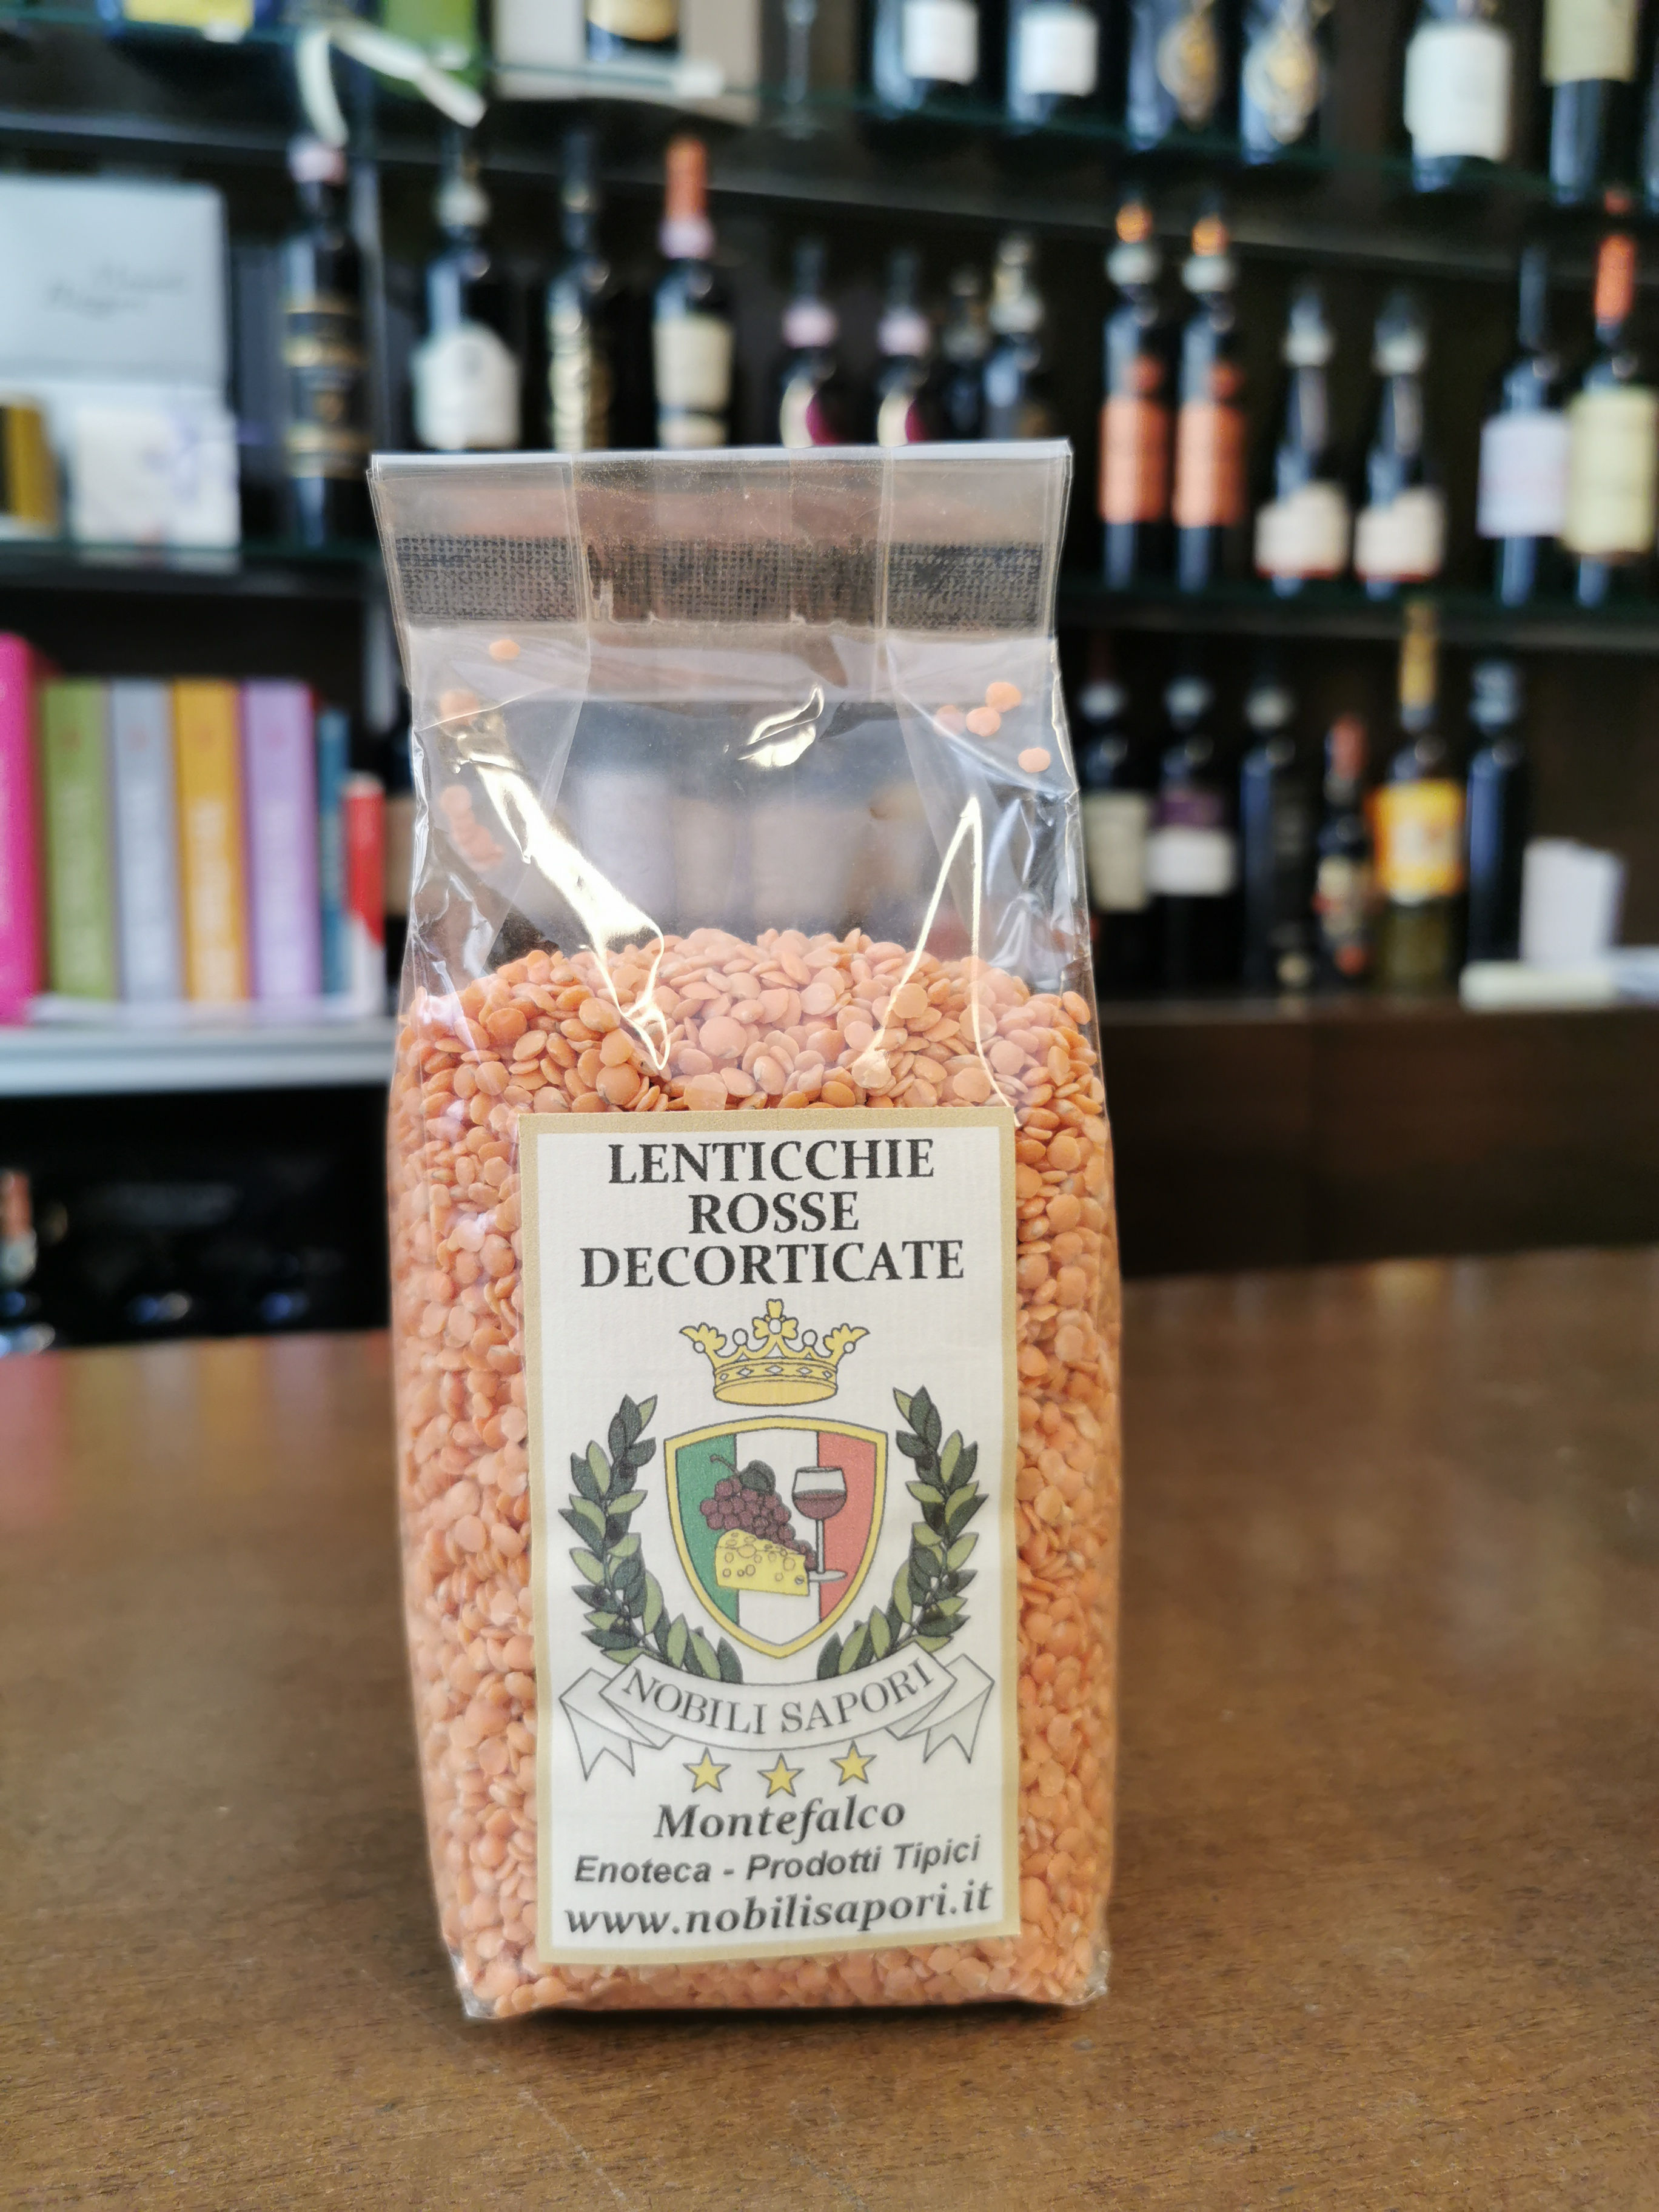 LENTICCHIE
ROSSE
DECORTICATE
NOBILI SAPORI
Montefalco
Enoteca - Prodotti Tipici
www.nobilisapori.it